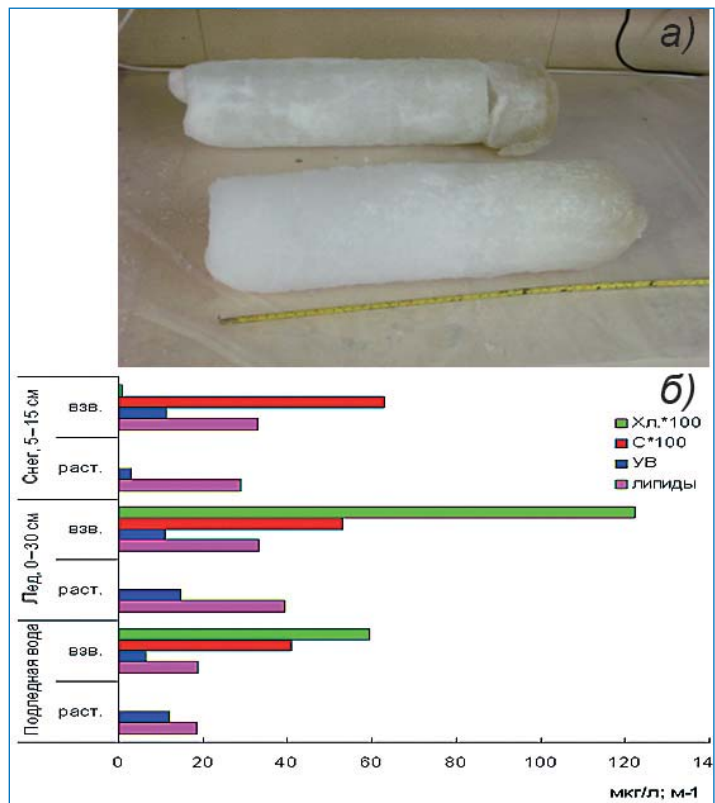 а)
б)
Хл.*100
С*100
УВ
липиды
Снег, 5–15 см
взв.
раст.
Лед, 0–30 см
взв.
раст.
Подледная вода
взв.
раст.
0 20 40 60 80 100 120 14
мкг/л; м-1